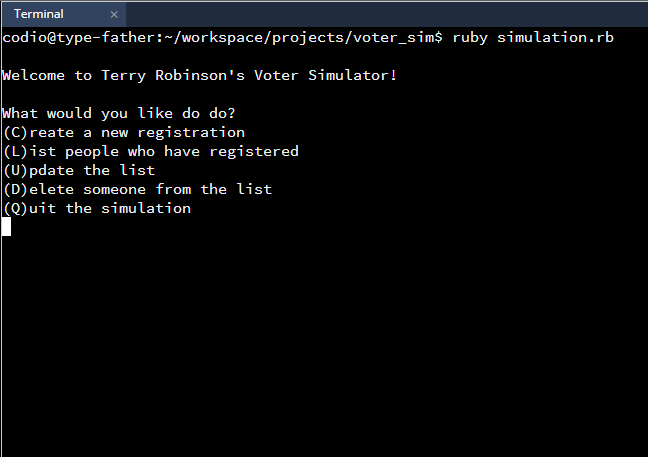 Terminal ×
codio@type-father:~/workspace/projects/voter_sim$ ruby simulation.rb
Welcome to Terry Robinson's Voter Simulator!
What would you like do do?
(C)reate a new registration
(L)ist people who have registered
(U)pdate the list
(D)elete someone from the list
(Q)uit the simulation